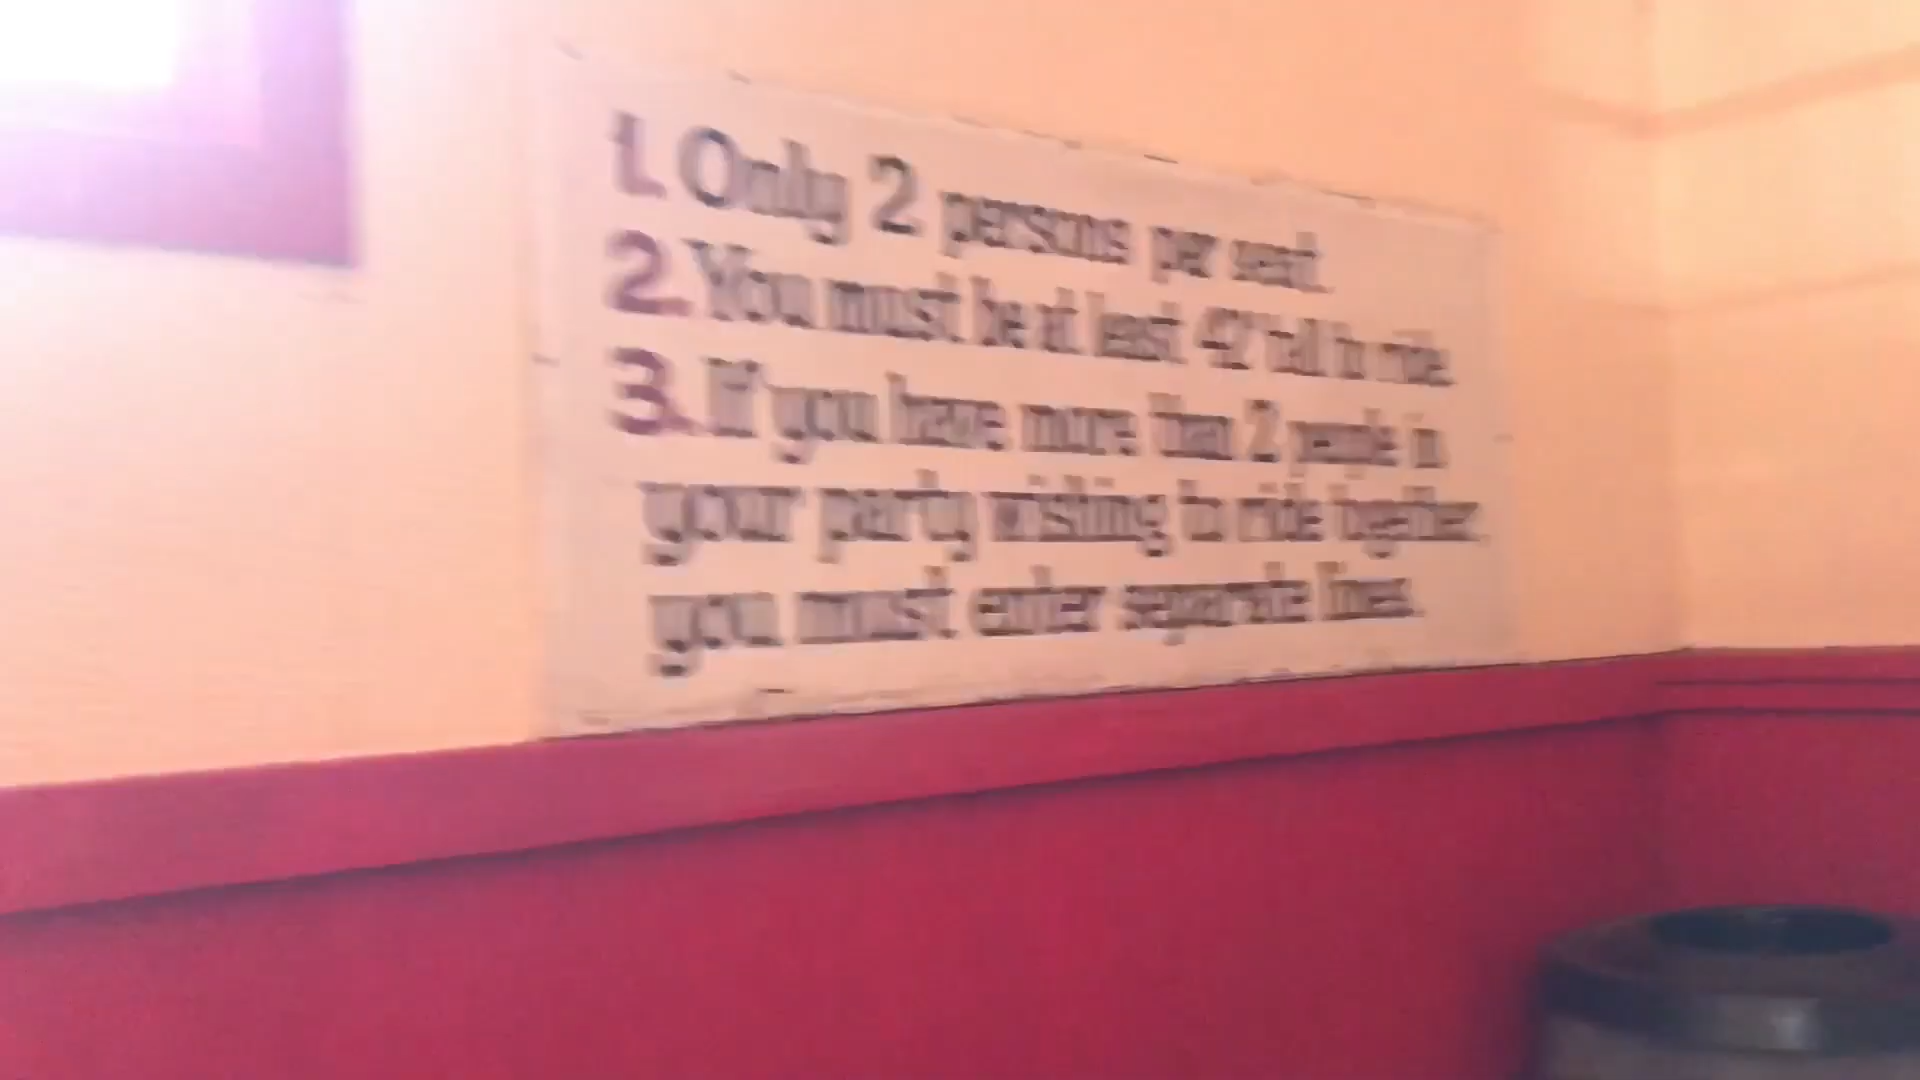 1. Only 2 persons per seat.
2. You must be at least 42" tall to ride.
3. If you have more than 2 people in
your party wishing to ride together,
you must enter separate lines.